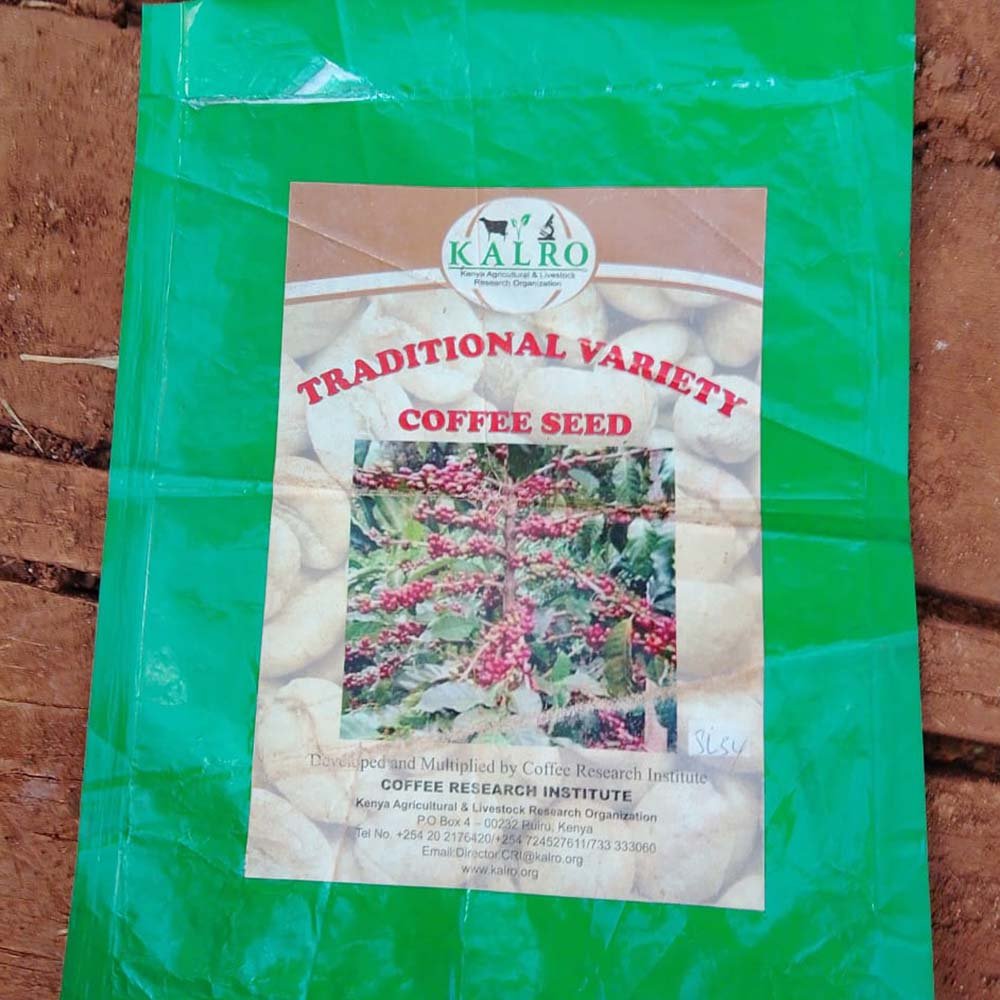 KALRO
Kenya Agricultural & Livestock
Research Organization
TRADITIONAL VARIETY
COFFEE SEED
Developed and Multiplied by Coffee Research Institute
COFFEE RESEARCH INSTITUTE
Kenya Agricultural & Livestock Research Organization
P.O Box 4 - 00232 Ruiru, Kenya
Tel No. +254 20 2176420/+254 724527611/733 333060
Email:Director.CRI@kalro.org
www.kalro.org